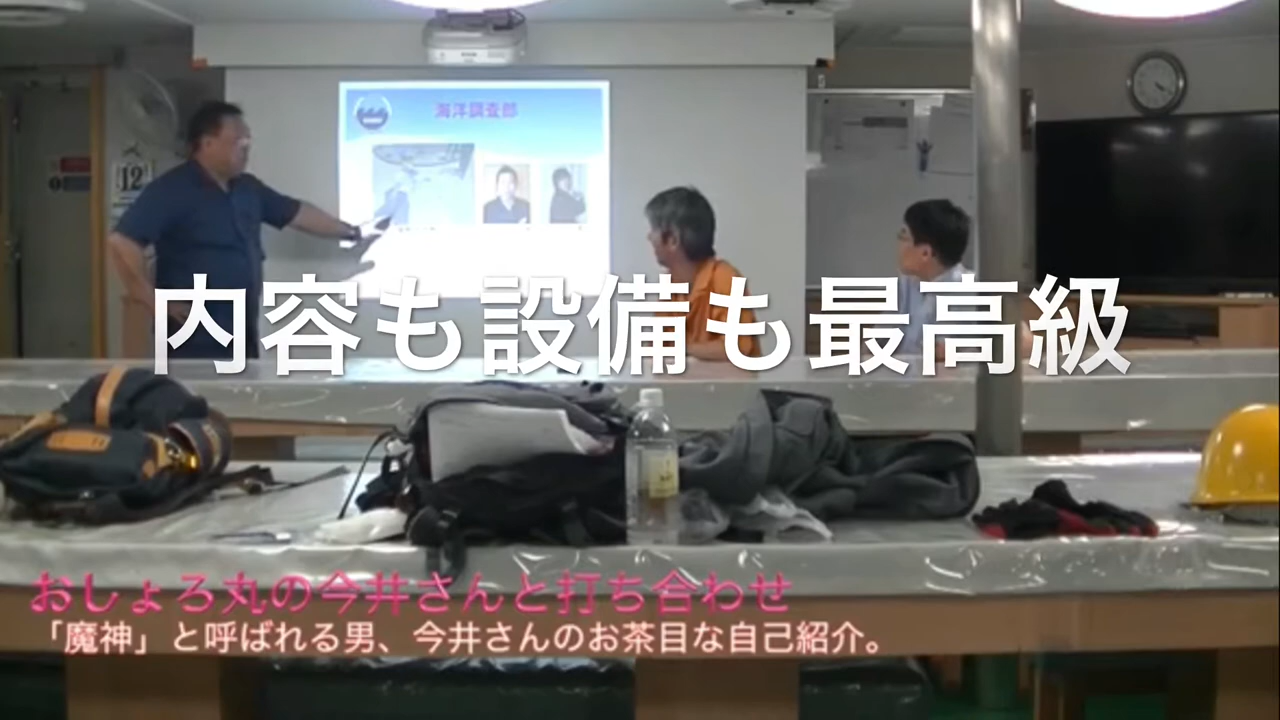 海洋調査部
12
内容も設備も最高級
おしょろ丸の今井さんと打ち合わせ
「魔神」と呼ばれる男、今井さんのお茶目な自己紹介。